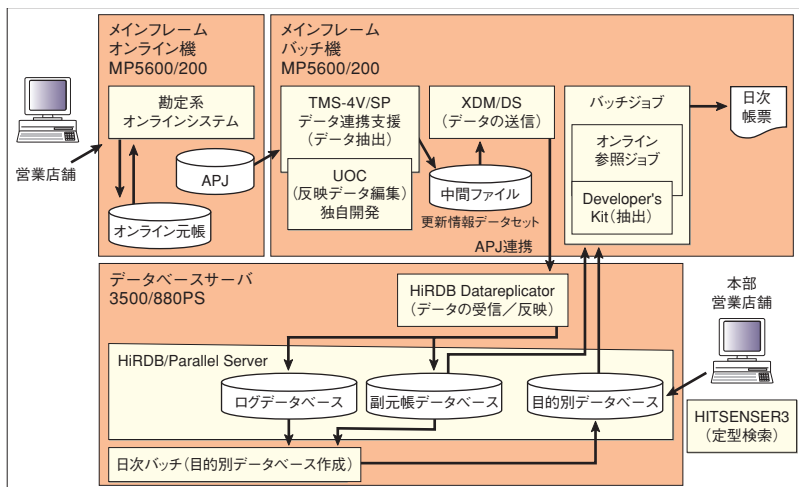 メインフレーム
オンライン機
MP5600/200
勘定系
オンラインシステム
営業店舗
APJ
オンライン元帳
メインフレーム
バッチ機
MP5600/200
TMS-4V/SP
データ連携支援
（データ抽出）
UOC
（反映データ編集）
独自開発
XDM/DS
（データの送信）
中間ファイル
更新情報データセット
APJ連携
バッチジョブ
オンライン
参照ジョブ
Developer's
Kit（抽出）
日次
帳票
データベースサーバ
3500/880PS
HiRDB Datareplicator
（データの受信／反映）
HiRDB/Parallel Server
ログデータベース
副元帳データベース
目的別データベース
日次バッチ（目的別データベース作成）
本部
営業店舗
HITSENSER3
（定型検索）